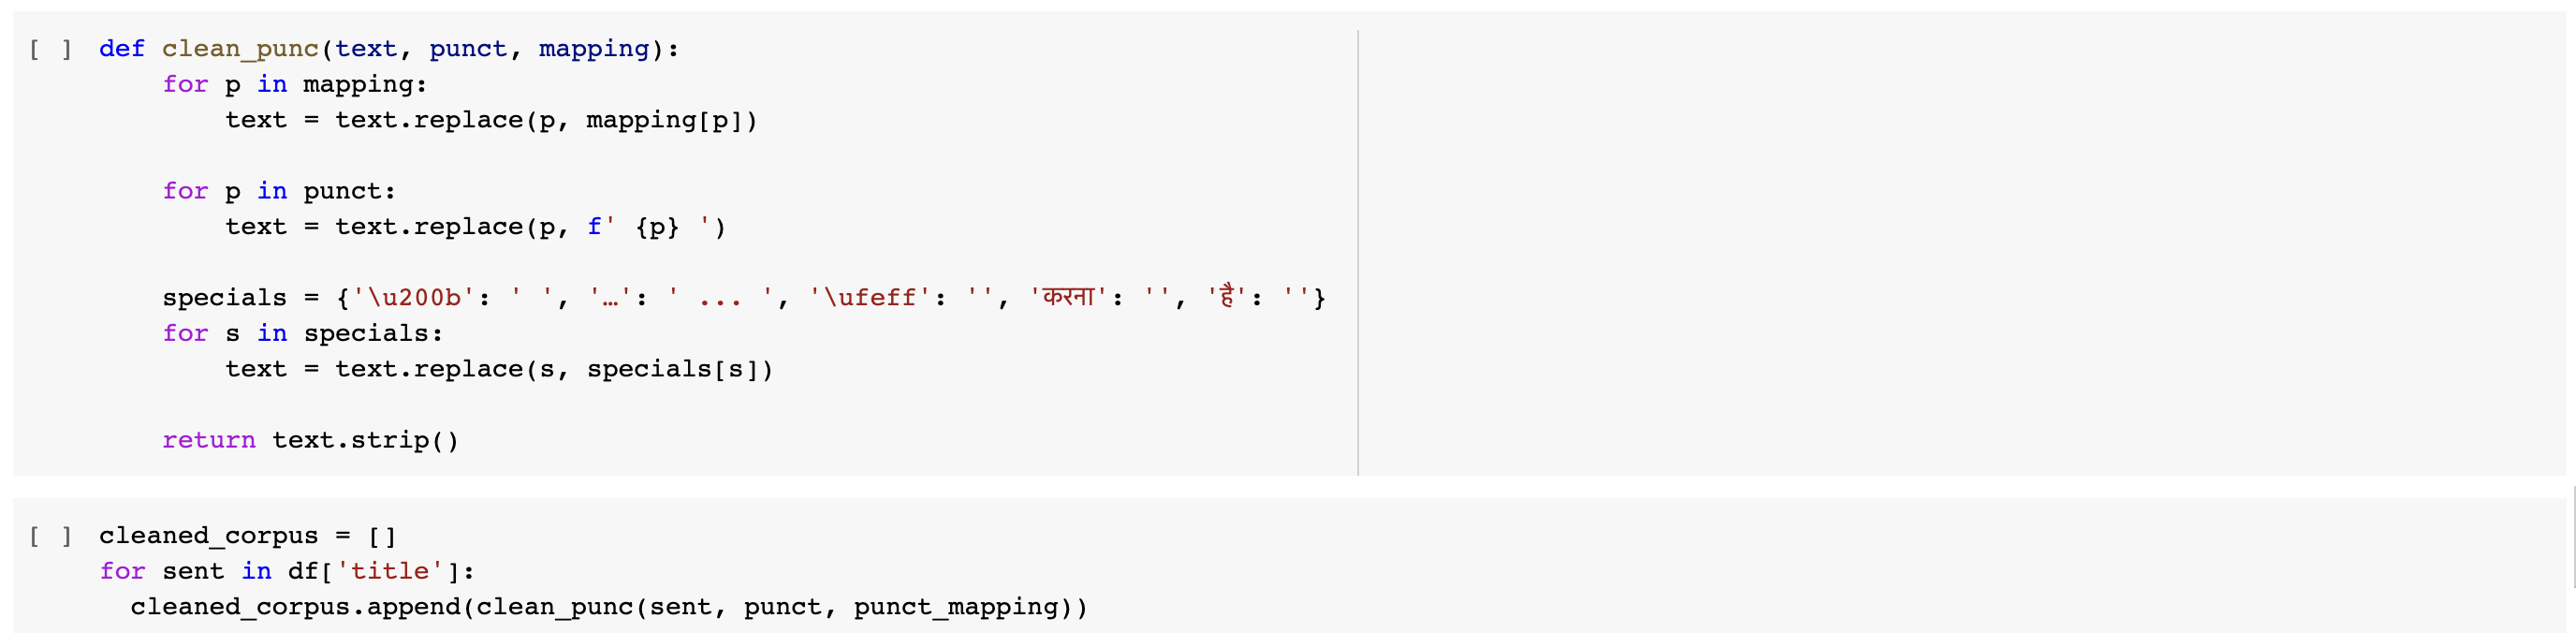 [ ] def clean_punc(text, punct, mapping):
for p in mapping:
text = text.replace(p, mapping[p])
for p in punct:
text = text.replace(p, f' {p} ')
specials = {'\u200b': ' ', '…': ' ... ', '\ufeff': '', 'करना': '', 'है': ''}
for s in specials:
text = text.replace(s, specials[s])
return text.strip()
[ ] cleaned_corpus = []
for sent in df['title']:
cleaned_corpus.append(clean_punc(sent, punct, punct_mapping))